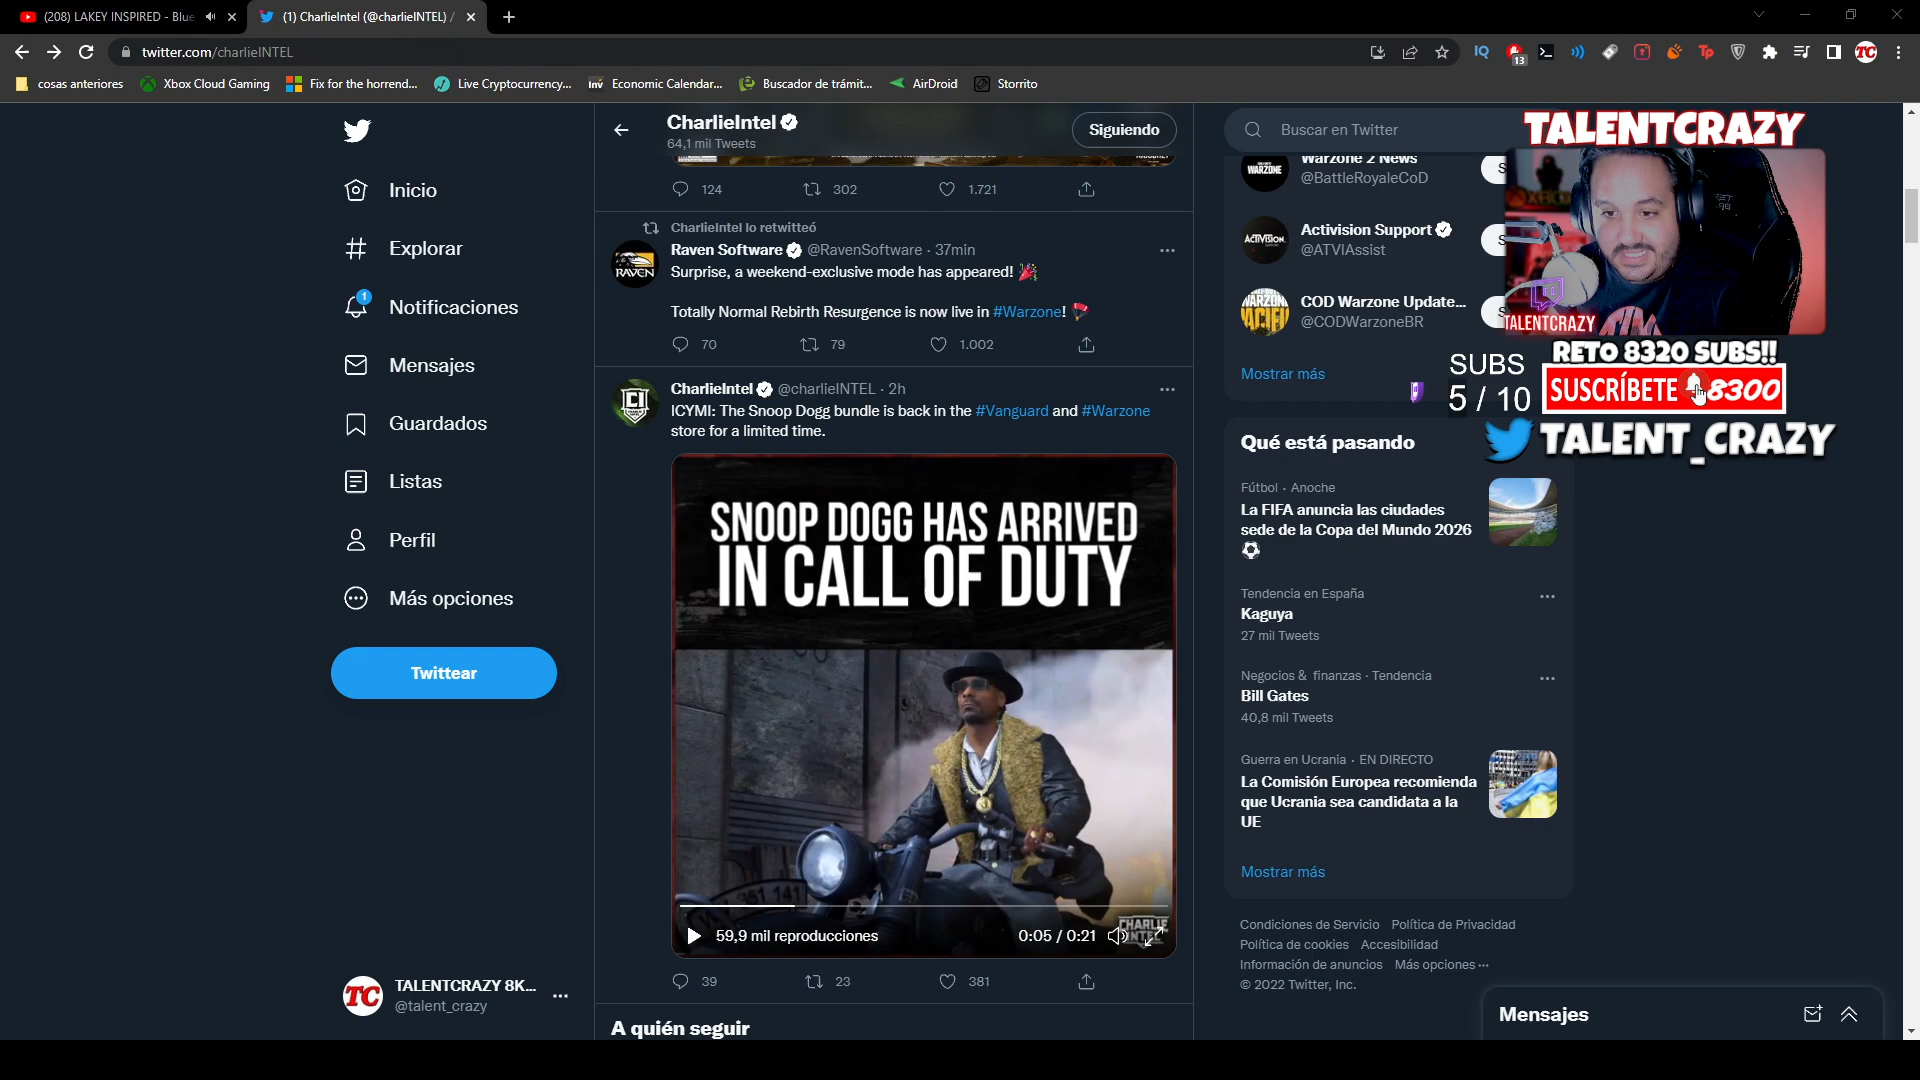 (208) LAKEY INSPIRED - Blue
(1) CharlieIntel (@charlieINTEL) /
twitter.com/charlieINTEL
13
cosas anteriores
Xbox Cloud Gaming
Fix for the horrend...
Live Cryptocurrency...
Economic Calendar...
Buscador de trámit...
AirDroid
Storrito
Inicio
Explorar
1
Notificaciones
Mensajes
Guardados
Listas
Perfil
Más opciones
Twittear
TALENTCRAZY 8K...
@talent_crazy
CharlieIntel
64,1 mil Tweets
Siguiendo
124 302 1.721
CharlieIntel lo retwitteó
Raven Software @RavenSoftware · 37min
Surprise, a weekend-exclusive mode has appeared! 🎉
Totally Normal Rebirth Resurgence is now live in #Warzone! 🪂
70 79 1.002
RAVEN
CharlieIntel @charlieINTEL · 2h
ICYMI: The Snoop Dogg bundle is back in the #Vanguard and #Warzone
store for a limited time.
SNOOP DOGG HAS ARRIVED
IN CALL OF DUTY
CHARLIE
INTEL
59,9 mil reproducciones
0:05 / 0:21
39 23 381
A quién seguir
Buscar en Twitter
Warzone 2 News
@BattleRoyaleCoD
WARZONE
Activision Support
@ATVIAssist
ACTIVISION
COD Warzone Update...
@CODWarzoneBR
Mostrar más
Qué está pasando
Fútbol · Anoche
La FIFA anuncia las ciudades
sede de la Copa del Mundo 2026
⚽
Tendencia en España
Kaguya
27 mil Tweets
Negocios & finanzas · Tendencia
Bill Gates
40,8 mil Tweets
Guerra en Ucrania · EN DIRECTO
La Comisión Europea recomienda
que Ucrania sea candidata a la
UE
Mostrar más
Condiciones de Servicio Política de Privacidad
Política de cookies Accesibilidad
Información de anuncios Más opciones ···
© 2022 Twitter, Inc.
Mensajes
TALENTCRAZY
TALENTCRAZY
RETO 8320 SUBS!!
SUBS
5 / 10
SUSCRÍBETE 8300
TALENT_CRAZY